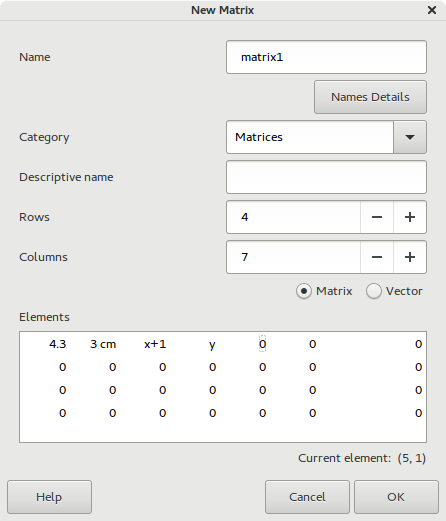 New Matrix
Name matrix1
Names Details
Category Matrices
Descriptive name
Rows 4
Columns 7
Matrix Vector
Elements
4.3 3 cm x+1 y 0 0 0
0 0 0 0 0 0 0
0 0 0 0 0 0 0
0 0 0 0 0 0 0
Current element: (5, 1)
Help Cancel OK